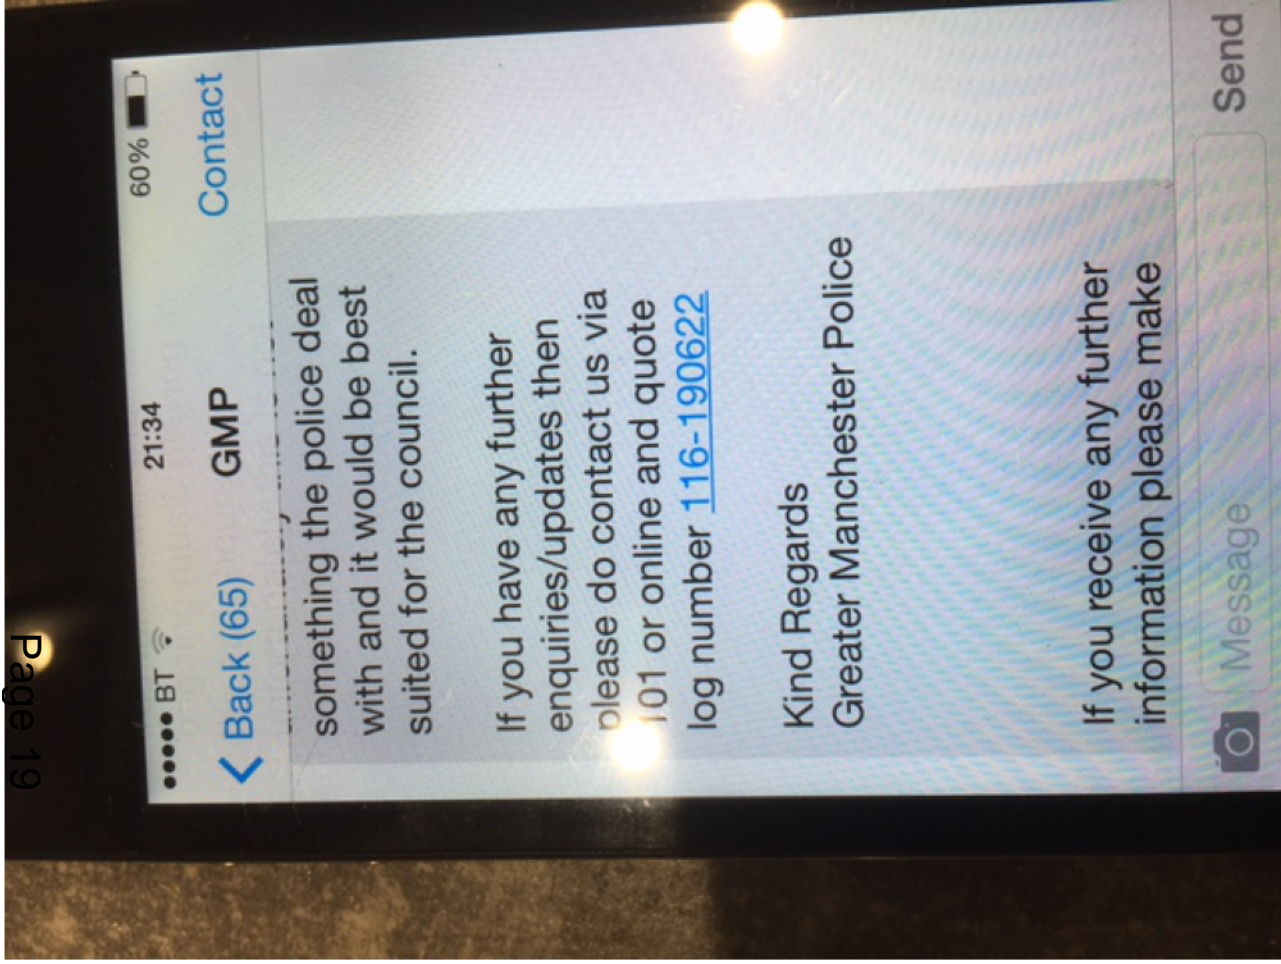 Page 19
BT 21:34 60%
Back (65) GMP Contact
something the police deal
with and it would be best
suited for the council.
If you have any further
enquiries/updates then
please do contact us via
101 or online and quote
log number 116-190622
Kind Regards
Greater Manchester Police
If you receive any further
information please make
Message Send